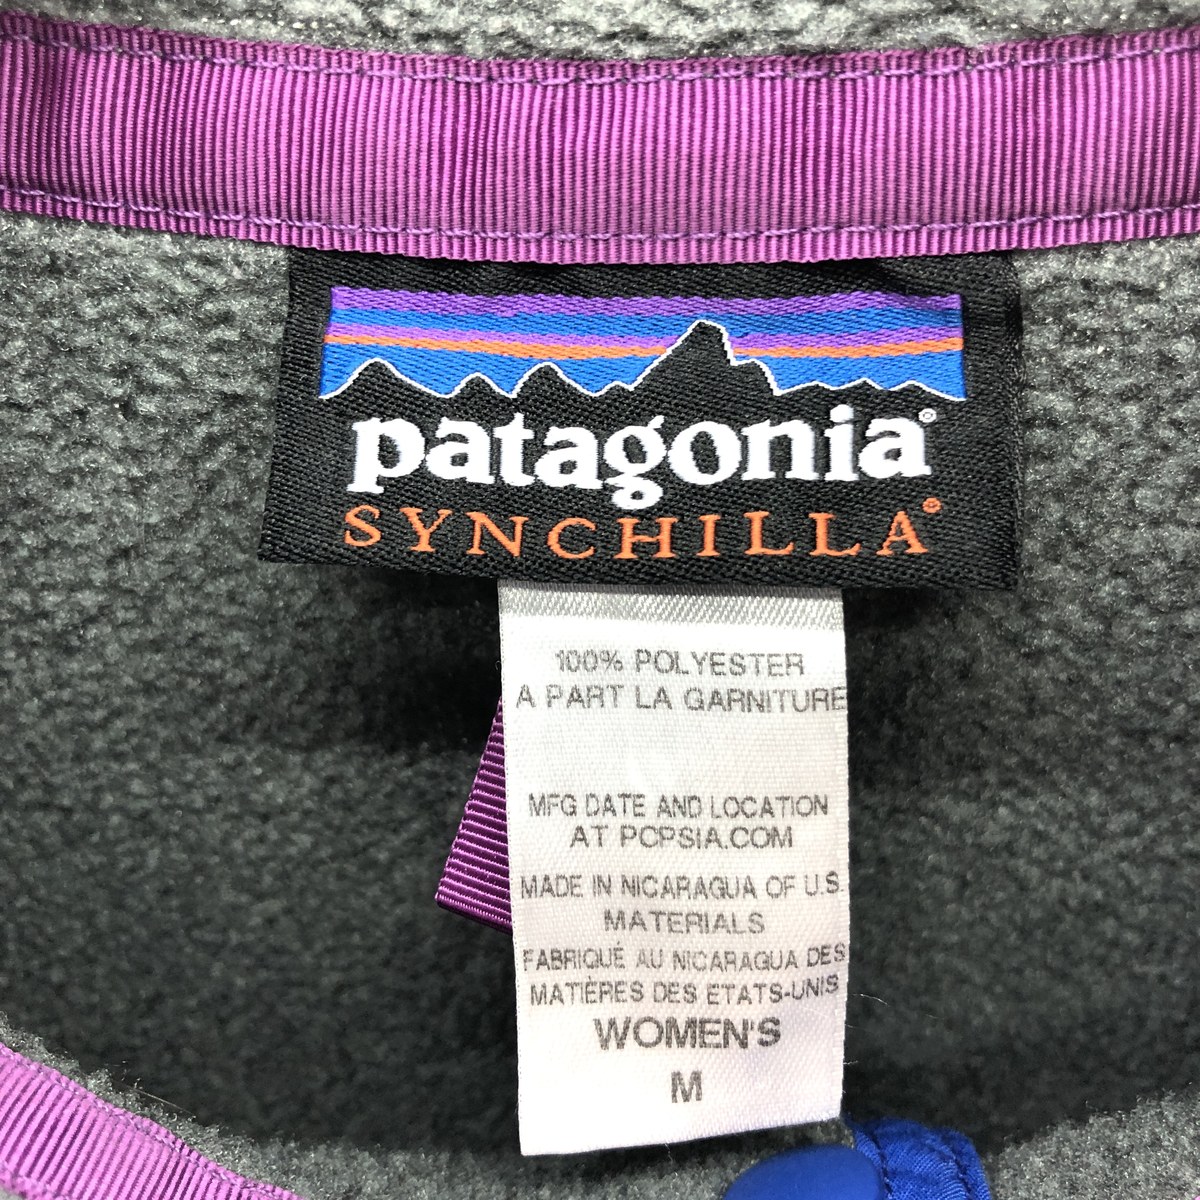 patagonia®
SYNCHILLA®
100% POLYESTER
A PART LA GARNITURE
MFG DATE AND LOCATION
AT PCPSIA.COM
MADE IN NICARAGUA OF U.S.
MATERIALS
FABRIQUÉ AU NICARAGUA DES
MATIÈRES DES ETATS-UNIS
WOMEN'S
M